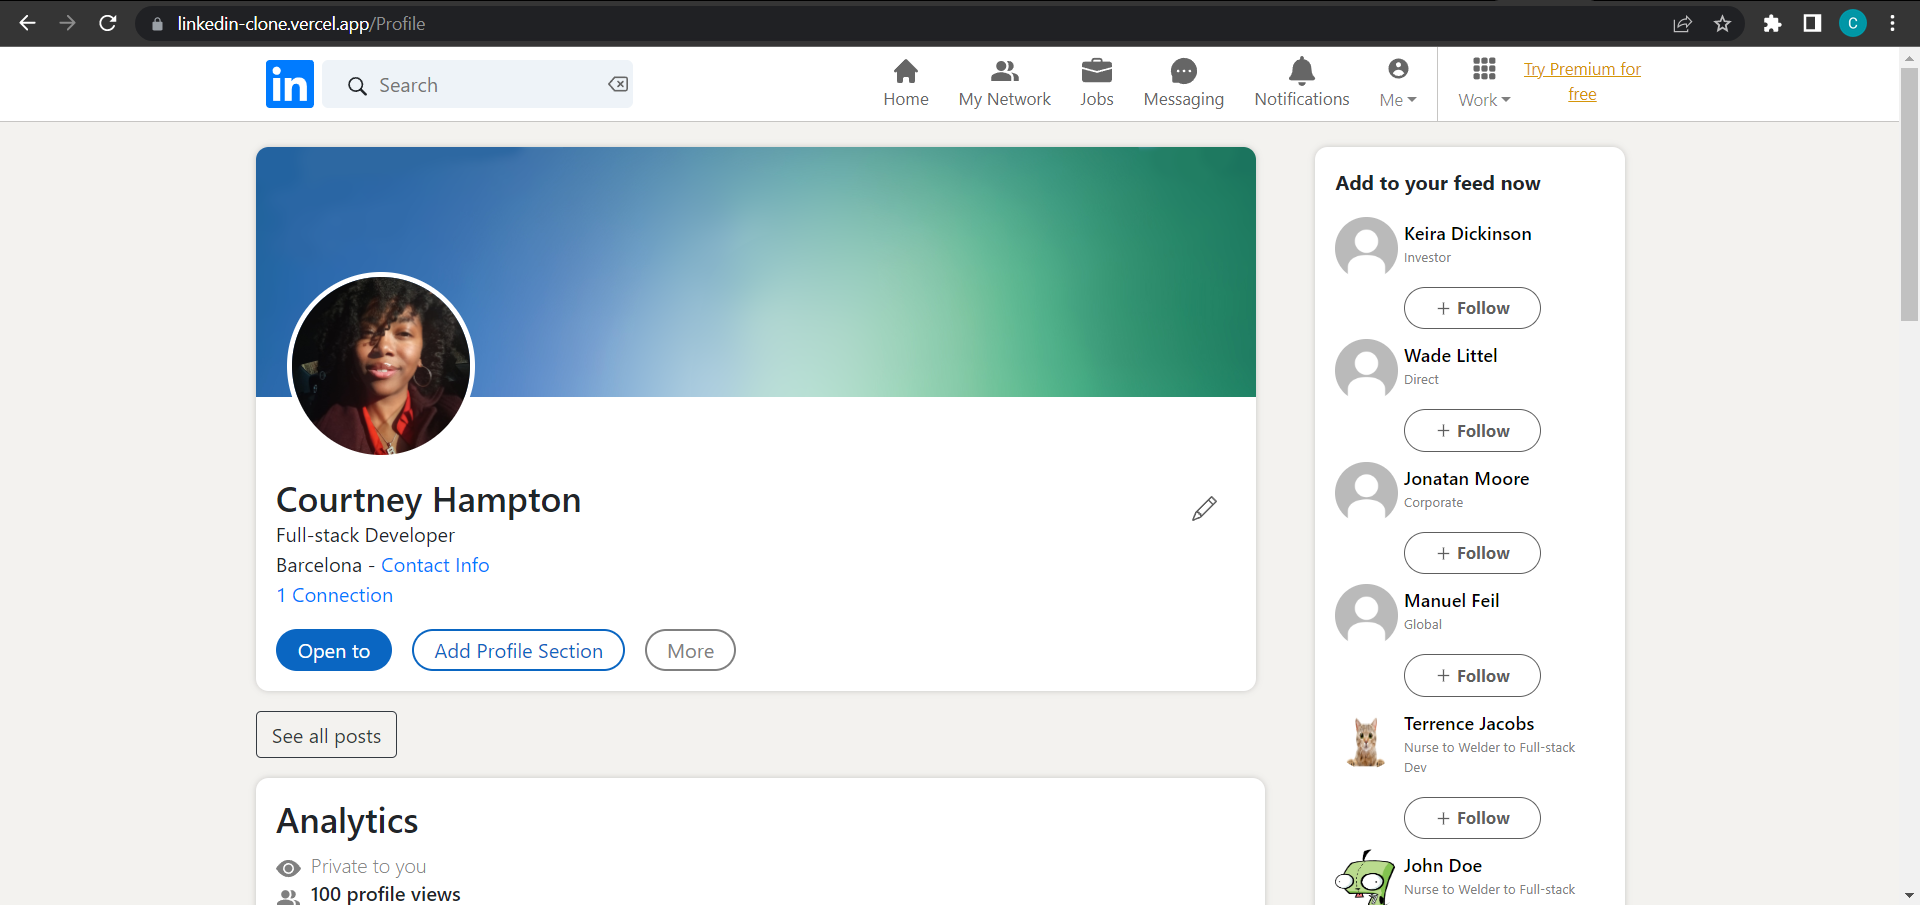 linkedin-clone.vercel.app/Profile
C
in
Search
Home
My Network
Jobs
Messaging
Notifications
Me
Work
Try Premium for
free
Courtney Hampton
Full-stack Developer
Barcelona - Contact Info
1 Connection
Open to
Add Profile Section
More
See all posts
Analytics
Private to you
100 profile views
Add to your feed now
Keira Dickinson
Investor
+ Follow
Wade Littel
Direct
+ Follow
Jonatan Moore
Corporate
+ Follow
Manuel Feil
Global
+ Follow
Terrence Jacobs
Nurse to Welder to Full-stack
Dev
+ Follow
John Doe
Nurse to Welder to Full-stack